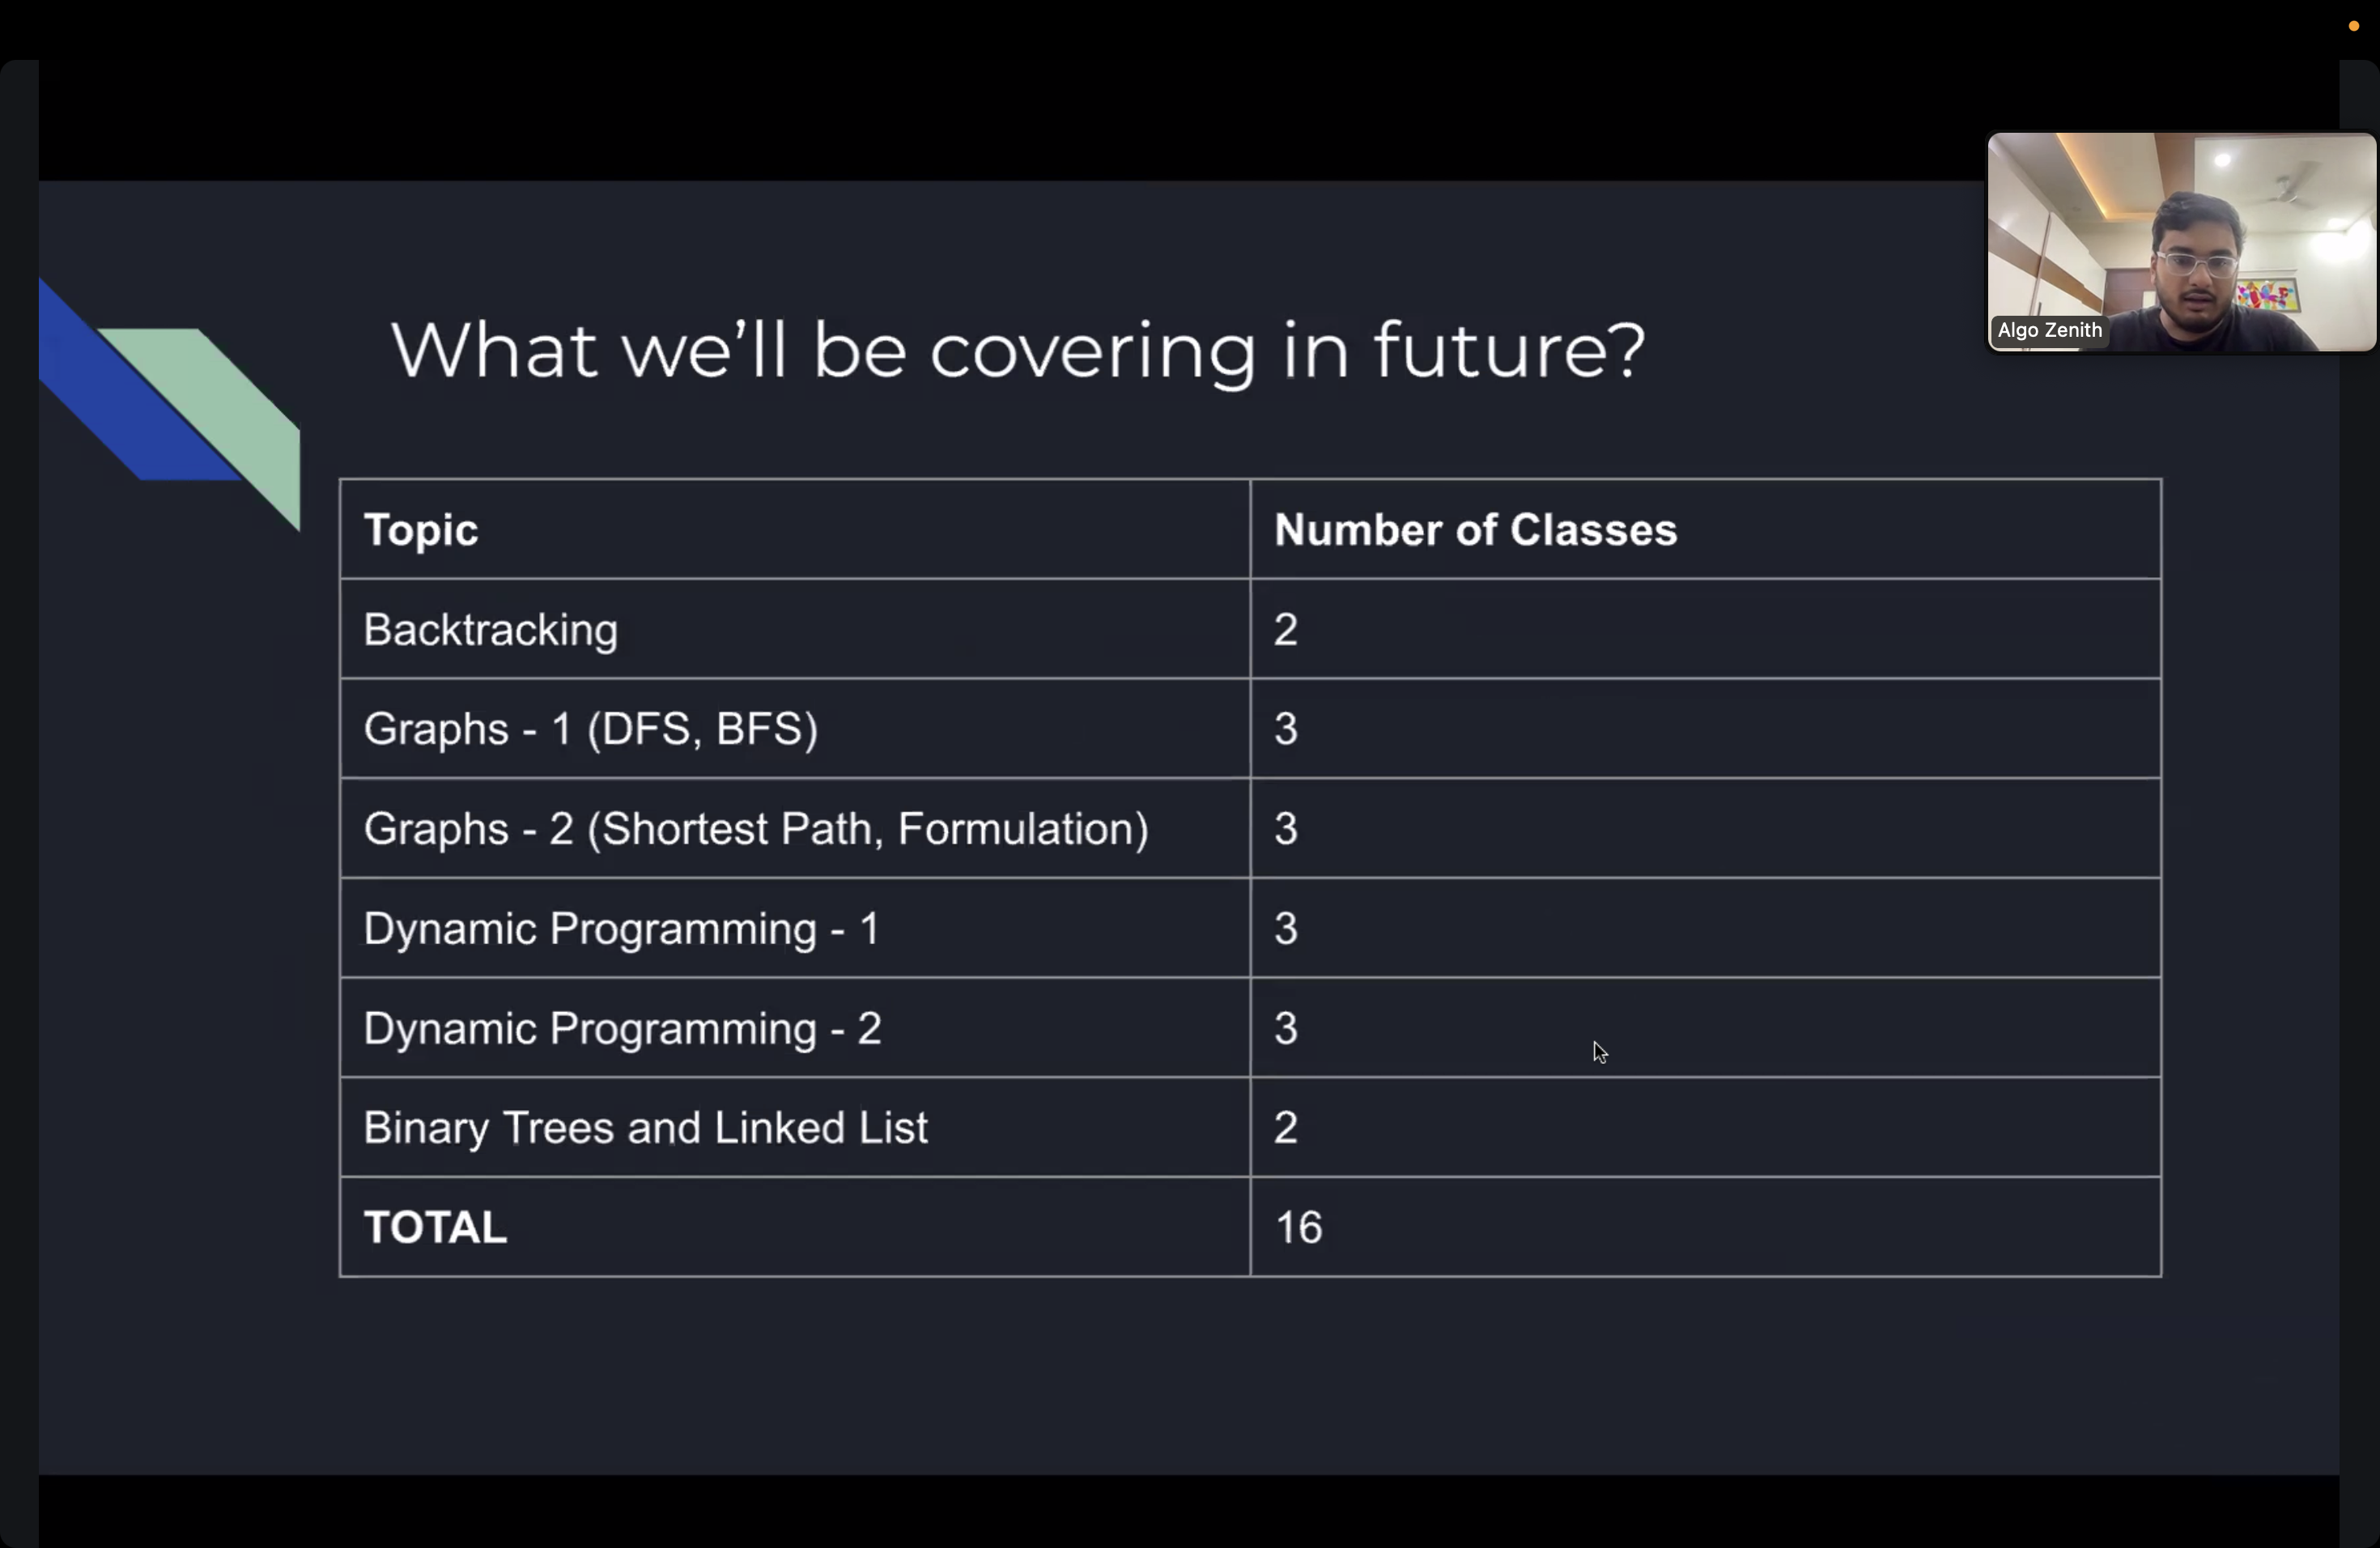 Algo Zenith
What we'll be covering in future?
Topic Number of Classes
Backtracking 2
Graphs - 1 (DFS, BFS) 3
Graphs - 2 (Shortest Path, Formulation) 3
Dynamic Programming - 1 3
Dynamic Programming - 2 3
Binary Trees and Linked List 2
TOTAL 16